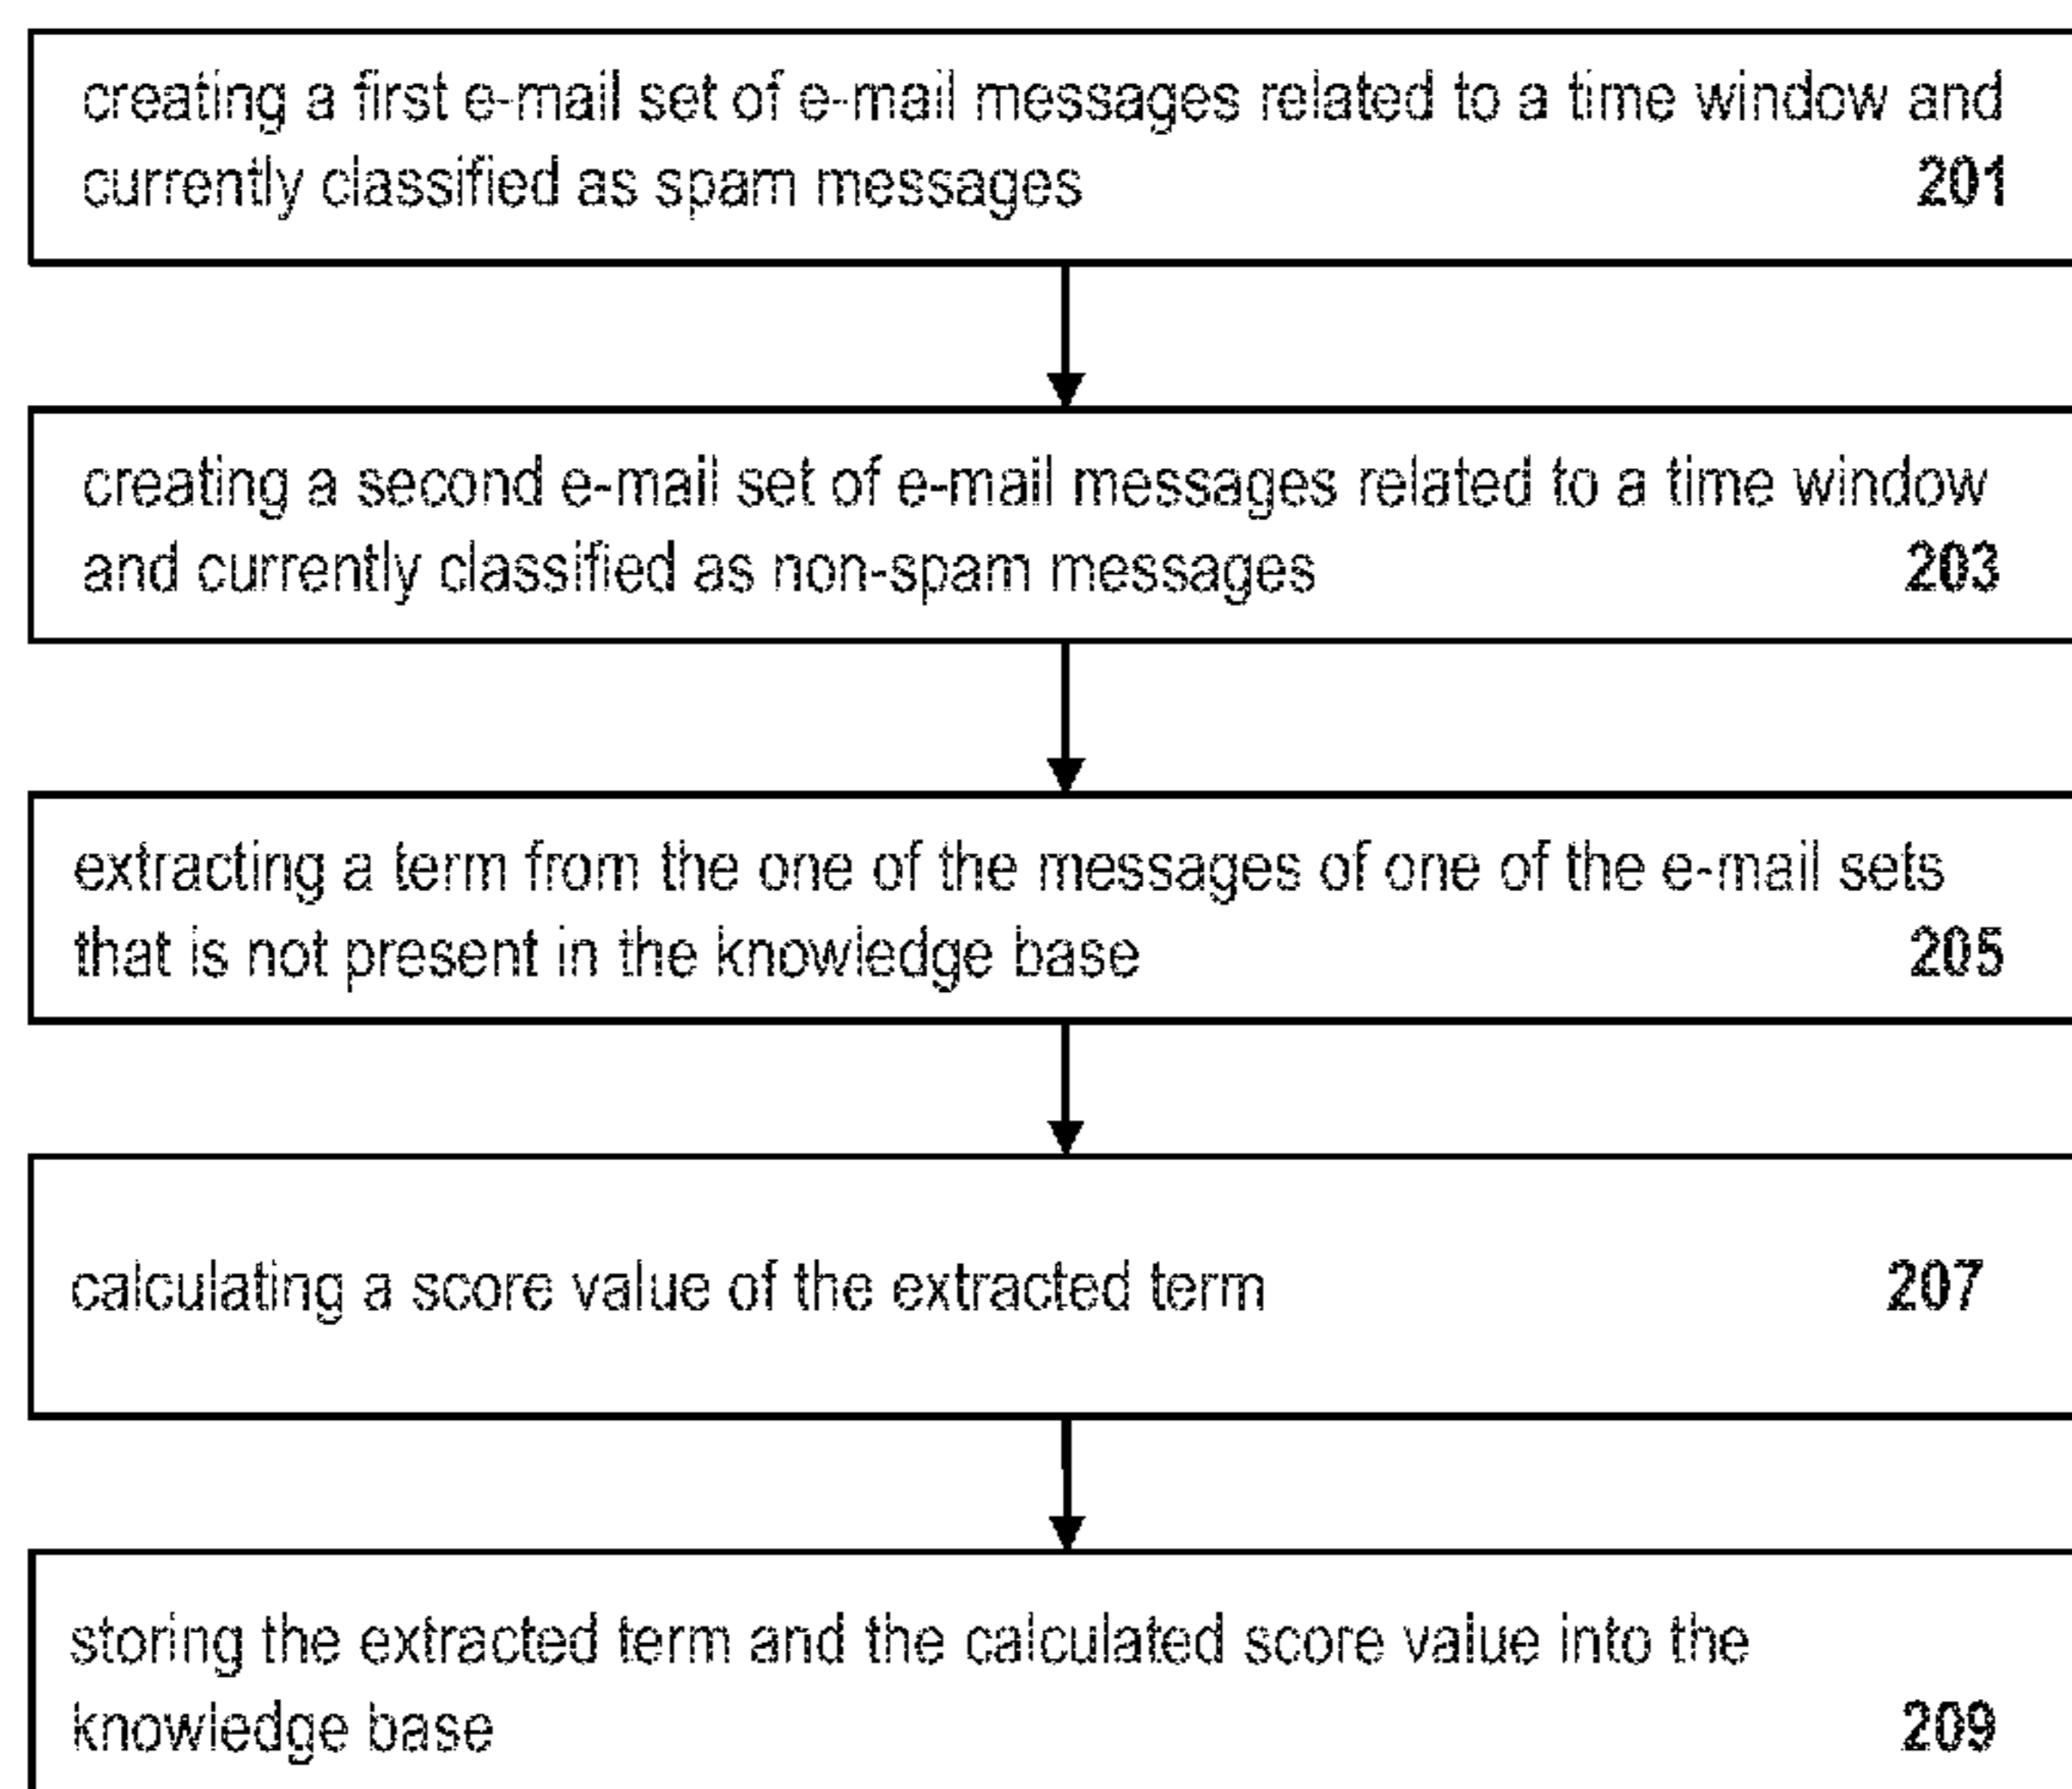 creating a first e-mail set of e-mail messages related to a time window and
currently classified as spam messages 201
creating a second e-mail set of e-mail messages related to a time window
and currently classified as non-spam messages 203
extracting a term from the one of the messages of one of the e-mail sets
that is not present in the knowledge base 205
calculating a score value of the extracted term 207
storing the extracted term and the calculated score value into the
knowledge base 209